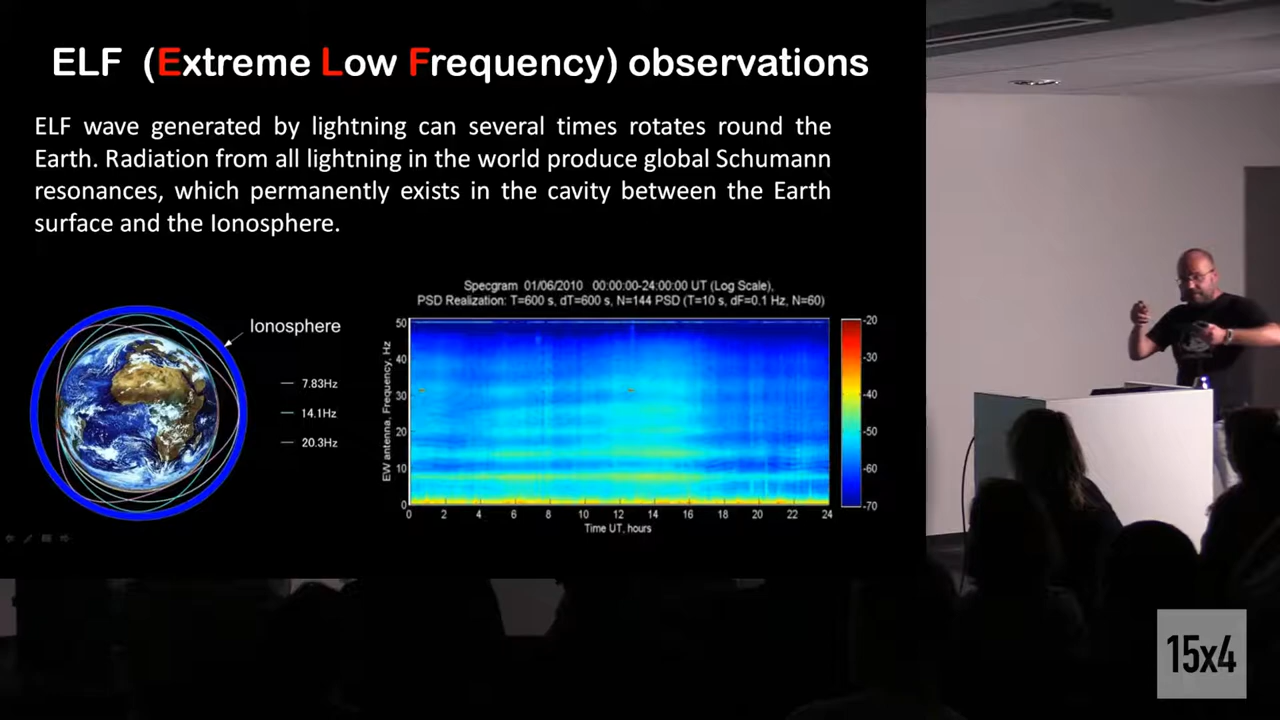 ELF (Extreme Low Frequency) observations
ELF wave generated by lightning can several times rotates round the
Earth. Radiation from all lightning in the world produce global Schumann
resonances, which permanently exists in the cavity between the Earth
surface and the Ionosphere.
Ionosphere
7.83Hz
14.1Hz
20.3Hz
Specgram 01/06/2010 00:00:00-24:00:00 UT (Log Scale),
PSD Realization: T=600 s, dT=600 s, N=144 PSD (T=10 s, dF=0.1 Hz, N=60)
EW antenna, Frequency, Hz
50
40
30
20
10
0
0 2 4 6 8 10 12 14 16 18 20 22 24
Time UT, hours
-20
-30
-40
-50
-60
-70
15x4